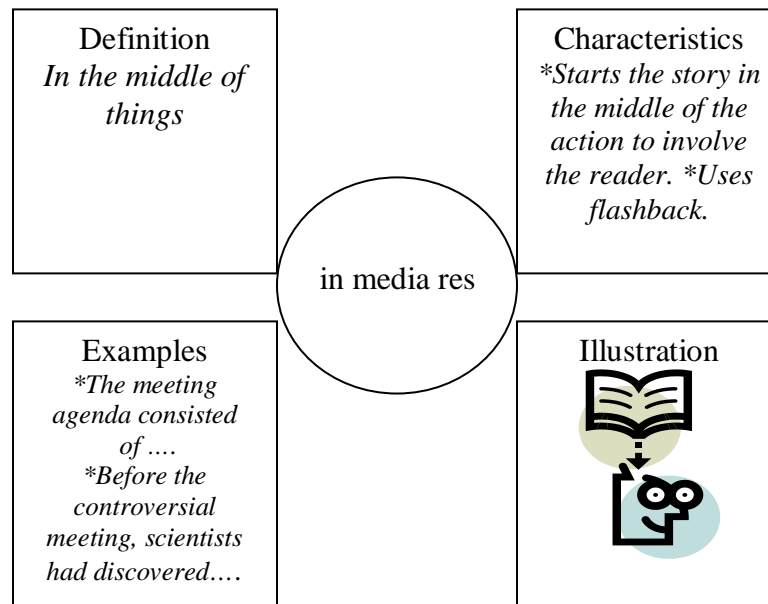 Definition
In the middle of
things
Characteristics
*Starts the story in
the middle of the
action to involve
the reader. *Uses
flashback.
in media res
Examples
*The meeting
agenda consisted
of ….
*Before the
controversial
meeting, scientists
had discovered….
Illustration